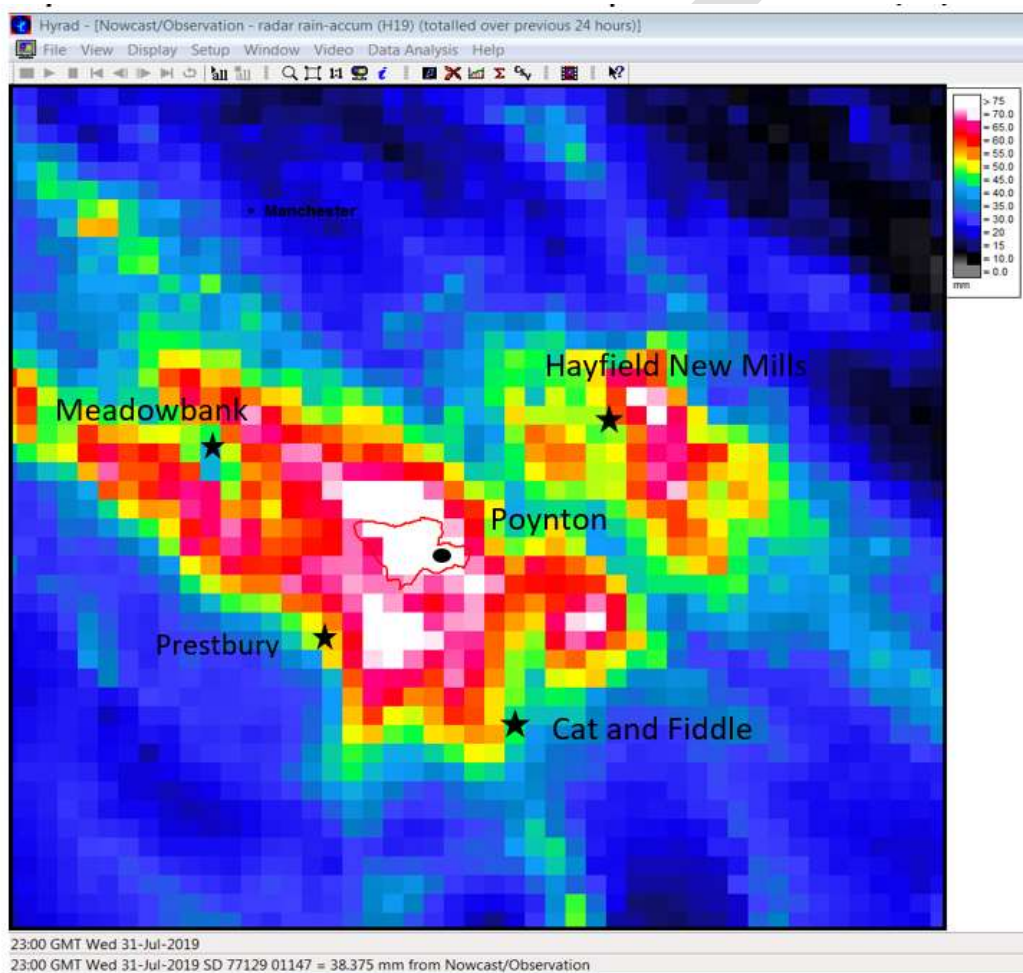 Hyrad - [Nowcast/Observation - radar rain-accum (H19) (totalled over previous 24 hours)]
File View Display Setup Window Video Data Analysis Help
all all 1:1
> 75
= 70.0
= 65.0
= 60.0
= 55.0
= 50.0
= 45.0
= 40.0
= 35.0
= 30.0
= 20
= 15
= 10.0
= 0.0
mm
Manchester
Hayfield New Mills
Meadowbank
Poynton
Prestbury
Cat and Fiddle
23:00 GMT Wed 31-Jul-2019
23:00 GMT Wed 31-Jul-2019 SD 77129 01147 = 38.375 mm from Nowcast/Observation